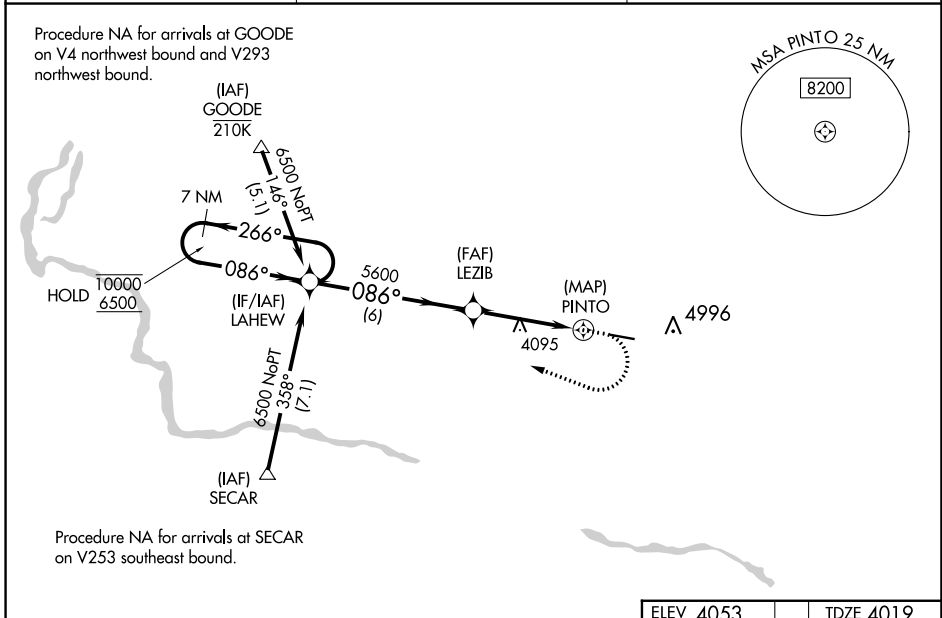 Procedure NA for arrivals at GOODE
on V4 northwest bound and V293
northwest bound.
MSA PINTO 25 NM
8200
(IAF)
GOODE
210K
6500 NoPT
146°
(5.1)
7 NM
266°
086°
HOLD
10000
6500
(IF/IAF)
LAHEW
5600
086°
(6)
(FAF)
LEZIB
(MAP)
PINTO
4095
4996
6500 NoPT
358°
(7.1)
(IAF)
SECAR
Procedure NA for arrivals at SECAR
on V253 southeast bound.
ELEV 4053
TDZE 4019